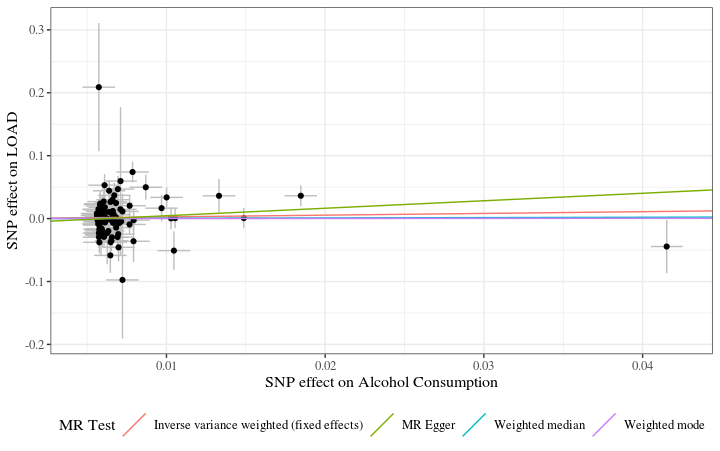 0.3
0.2
0.1
0.0
-0.1
-0.2
SNP effect on LOAD
0.01 0.02 0.03 0.04
SNP effect on Alcohol Consumption
MR Test Inverse variance weighted (fixed effects) MR Egger Weighted median Weighted mode